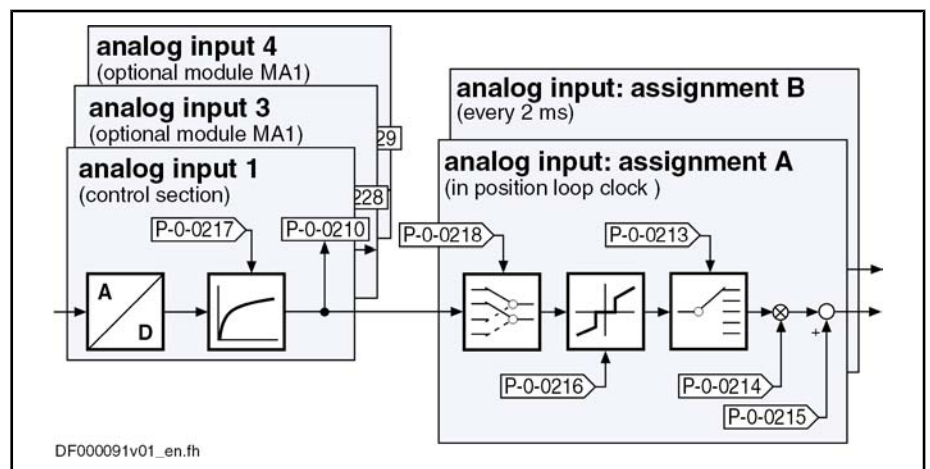 analog input 4
(optional module MA1)
analog input 3
(optional module MA1)
29
analog input 1
(control section)
228
P-0-0217
P-0-0210
A
D
analog input: assignment B
(every 2 ms)
analog input: assignment A
(in position loop clock )
P-0-0218
P-0-0213
P-0-0216
P-0-0214
+
P-0-0215
DF000091v01_en.fh